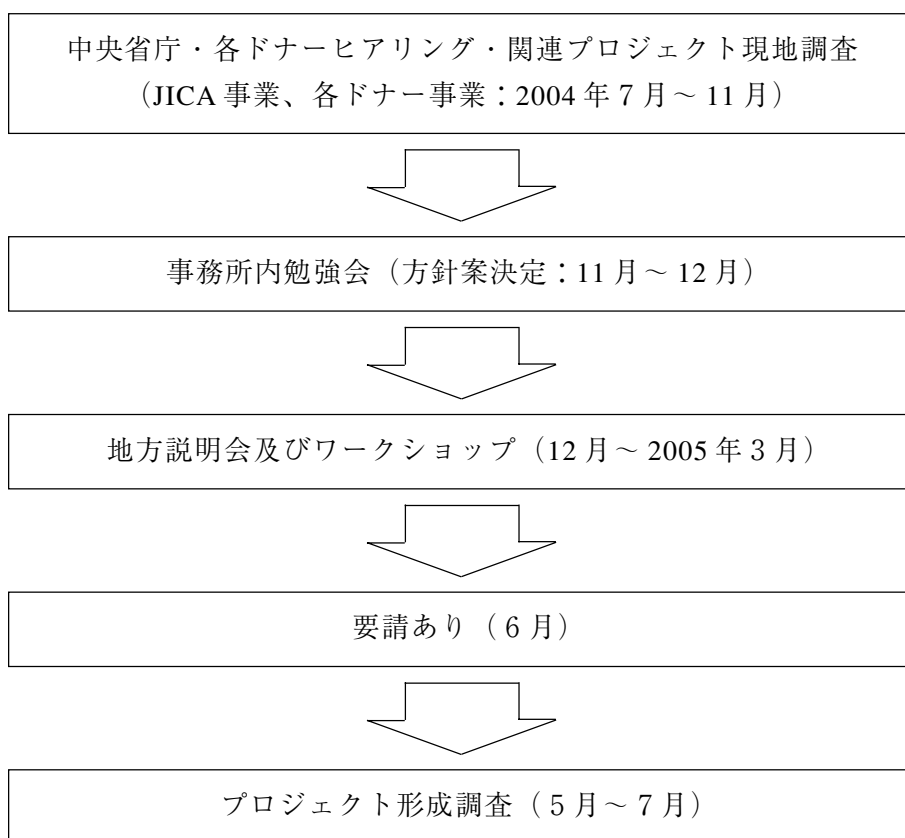 中央省庁・各ドナーヒアリング・関連プロジェクト現地調査
（JICA 事業、各ドナー事業：2004 年７月～ 11 月）
事務所内勉強会（方針案決定：11 月～ 12 月）
地方説明会及びワークショップ（12 月～ 2005 年３月）
要請あり（６月）
プロジェクト形成調査（５月～７月）